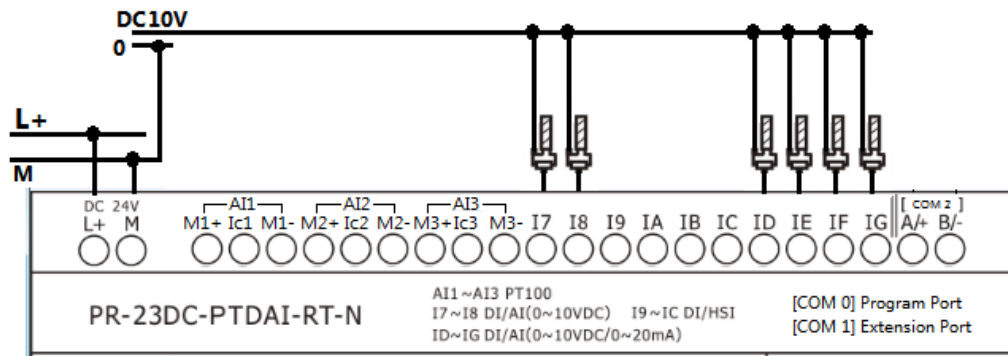 DC10V
0
L+
M
DC 24V
AI1 AI2 AI3 [ COM 2 ]
L+ M M1+ Ic1 M1- M2+ Ic2 M2- M3+ Ic3 M3- I7 I8 I9 IA IB IC ID IE IF IG A/+ B/-
PR-23DC-PTDAI-RT-N
AI1~AI3 PT100
I7~I8 DI/AI(0~10VDC) I9~IC DI/HSI
ID~IG DI/AI(0~10VDC/0~20mA)
[COM 0] Program Port
[COM 1] Extension Port